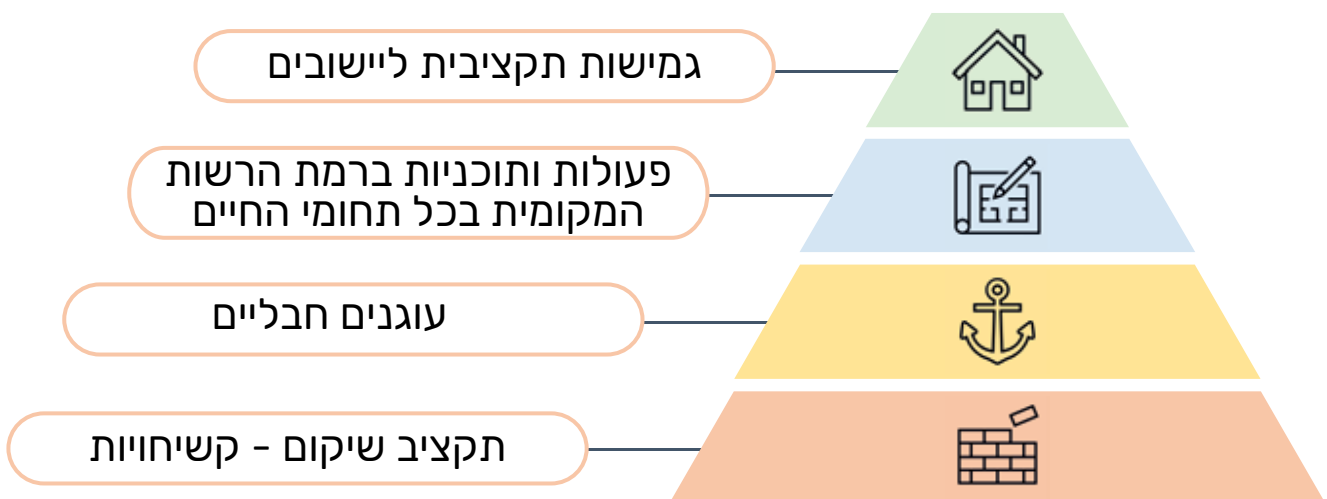 גמישות תקציבית ליישובים
פעולות ותוכניות ברמת הרשות
המקומית בכל תחומי החיים
עוגנים חבליים
תקציב שיקום - קשיחויות